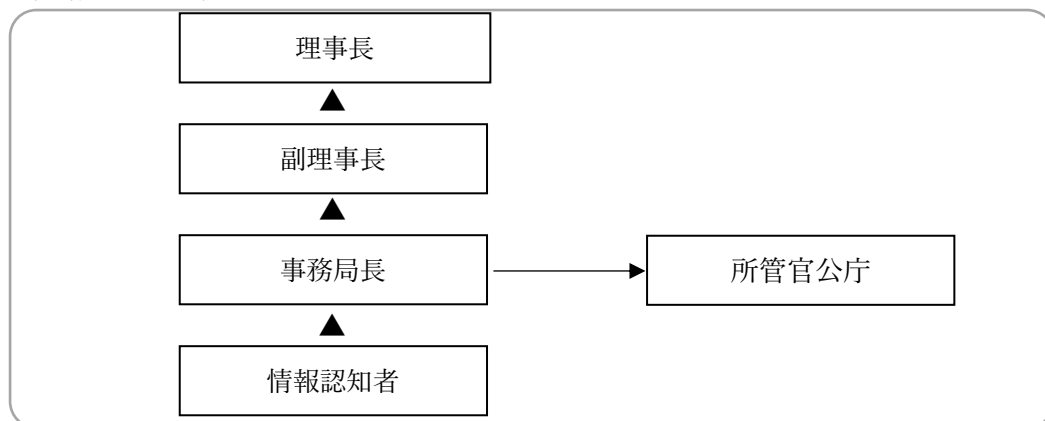 理事長
副理事長
事務局長
所管官公庁
情報認知者